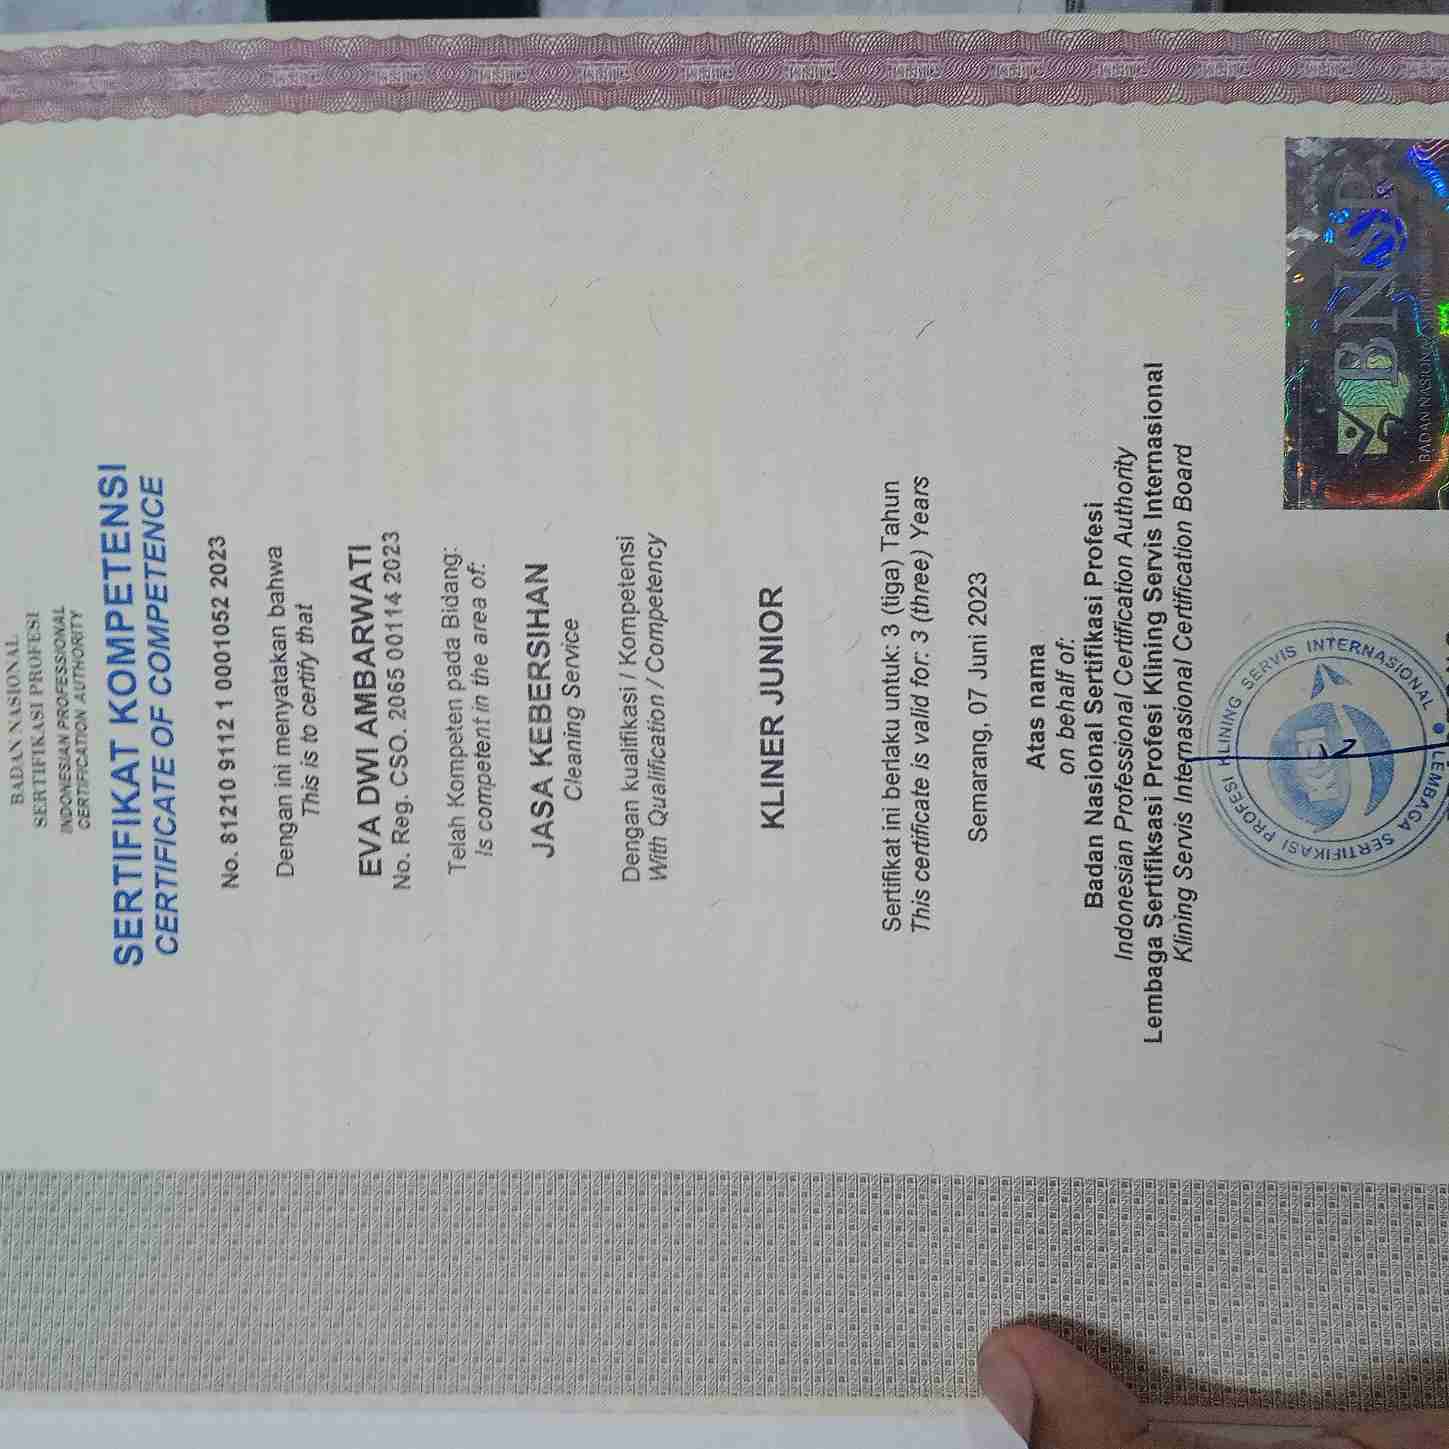 BADAN NASIONAL
SERTIFIKASI PROFESI
INDONESIAN PROFESSIONAL
CERTIFICATION AUTHORITY
SERTIFIKAT KOMPETENSI
CERTIFICATE OF COMPETENCE
No. 81210 9112 1 0001052 2023
Dengan ini menyatakan bahwa
This is to certify that
EVA DWI AMBARWATI
No. Reg. CSO. 2065 00114 2023
Telah Kompeten pada Bidang:
Is competent in the area of:
JASA KEBERSIHAN
Cleaning Service
Dengan kualifikasi / Kompetensi
With Qualification / Competency
KLINER JUNIOR
Sertifikat ini berlaku untuk: 3 (tiga) Tahun
This certificate is valid for: 3 (three) Years
Semarang, 07 Juni 2023
Atas nama
on behalf of:
Badan Nasional Sertifikasi Profesi
Indonesian Professional Certification Authority
Lembaga Sertifiksasi Profesi Klining Servis Internasional
Klining Servis Internasional Certification Board
LEMBAGA SERTIFIKASI PROFESI KLINING SERVIS INTERNASIONAL
KSI
BNSP
BADAN NASIONAL